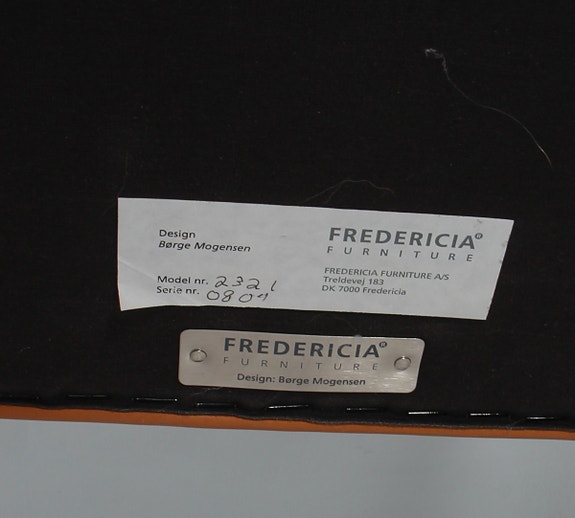 Design
Børge Mogensen
Model nr. 2321
Serie nr. 0804
FREDERICIA®
FURNITURE
FREDERICIA FURNITURE A/S
Treldevej 183
DK 7000 Fredericia
FREDERICIA®
FURNITURE
Design: Børge Mogensen